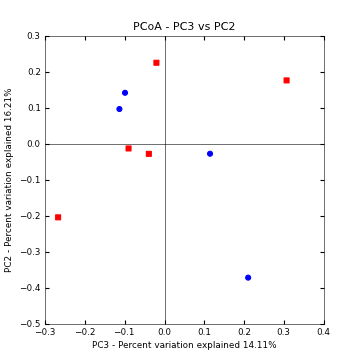 PCoA - PC3 vs PC2
0.3
0.2
0.1
0.0
−0.1
−0.2
−0.3
−0.4
−0.5
PC2 - Percent variation explained 16.21%
−0.3 −0.2 −0.1 0.0 0.1 0.2 0.3 0.4
PC3 - Percent variation explained 14.11%